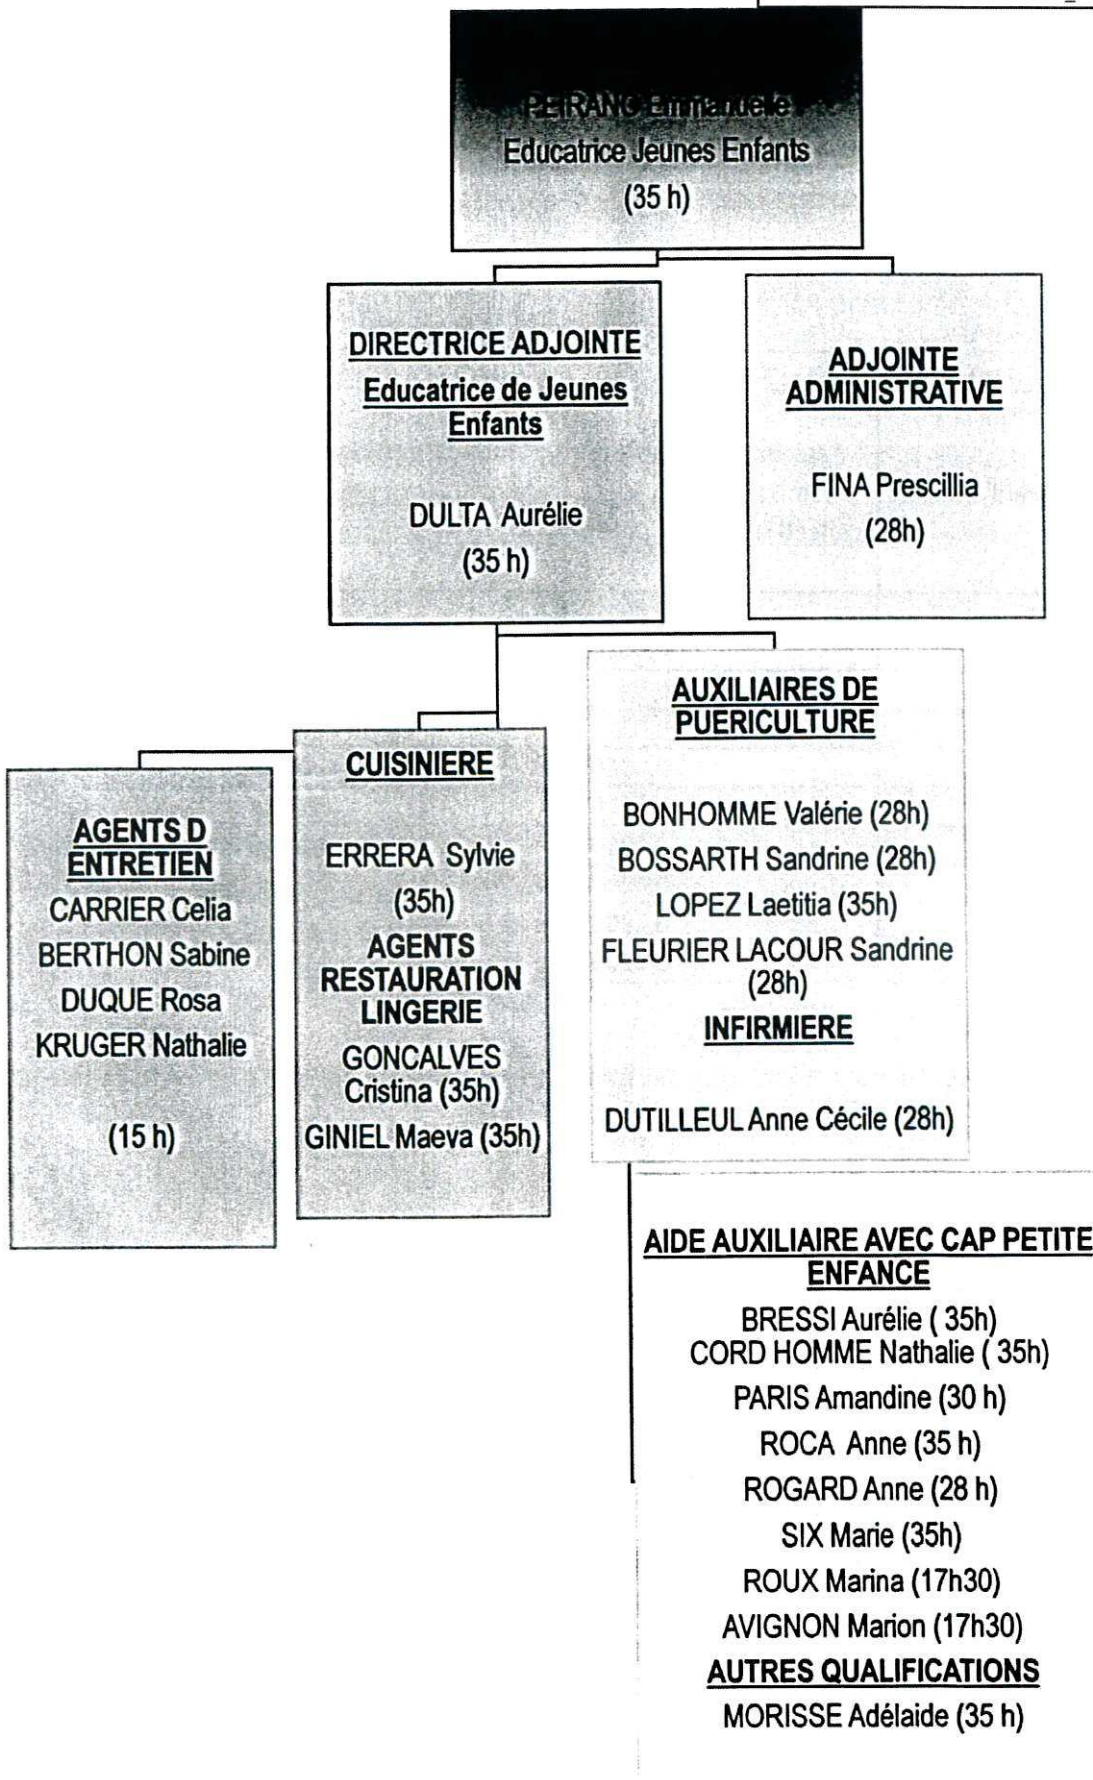 PEIRANO Emmanuelle
Educatrice Jeunes Enfants
(35 h)
DIRECTRICE ADJOINTE
Educatrice de Jeunes
Enfants
DULTA Aurélie
(35 h)
ADJOINTE
ADMINISTRATIVE
FINA Prescillia
(28h)
AGENTS D
ENTRETIEN
CARRIER Celia
BERTHON Sabine
DUQUE Rosa
KRUGER Nathalie
(15 h)
CUISINIERE
ERRERA Sylvie
(35h)
AGENTS
RESTAURATION
LINGERIE
GONCALVES
Cristina (35h)
GINIEL Maeva (35h)
AUXILIAIRES DE
PUERICULTURE
BONHOMME Valérie (28h)
BOSSARTH Sandrine (28h)
LOPEZ Laetitia (35h)
FLEURIER LACOUR Sandrine
(28h)
INFIRMIERE
DUTILLEUL Anne Cécile (28h)
AIDE AUXILIAIRE AVEC CAP PETITE
ENFANCE
BRESSI Aurélie ( 35h)
CORD HOMME Nathalie ( 35h)
PARIS Amandine (30 h)
ROCA Anne (35 h)
ROGARD Anne (28 h)
SIX Marie (35h)
ROUX Marina (17h30)
AVIGNON Marion (17h30)
AUTRES QUALIFICATIONS
MORISSE Adélaide (35 h)